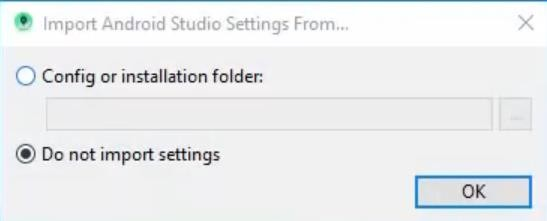 Import Android Studio Settings From...
Config or installation folder:
...
Do not import settings
OK